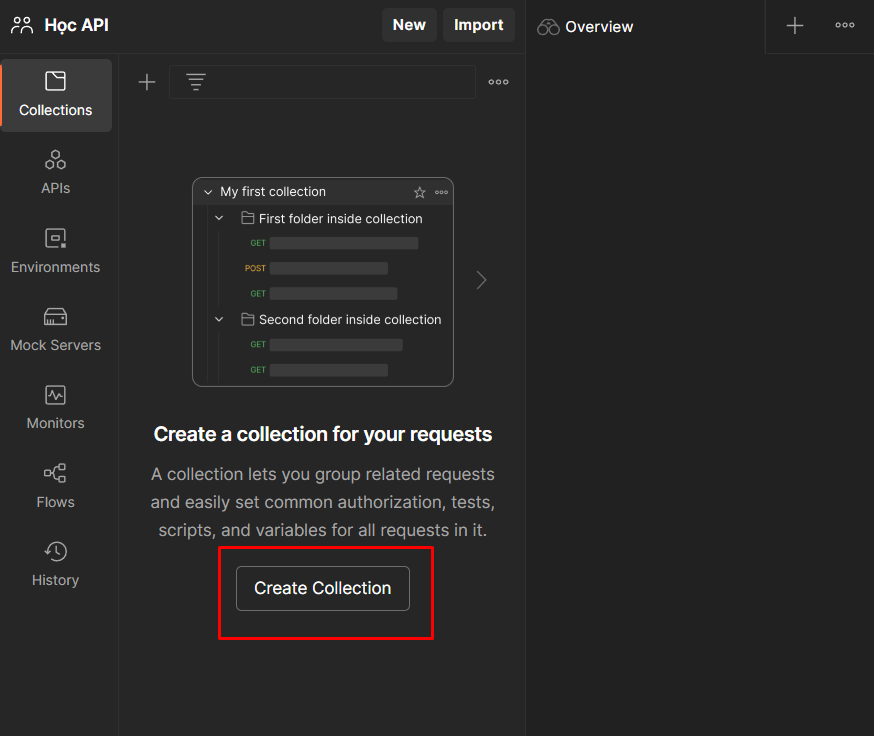 Học API
New
Import
Overview
Collections
APIs
Environments
Mock Servers
Monitors
Flows
History
My first collection
First folder inside collection
GET
POST
GET
Second folder inside collection
GET
GET
Create a collection for your requests
A collection lets you group related requests
and easily set common authorization, tests,
scripts, and variables for all requests in it.
Create Collection